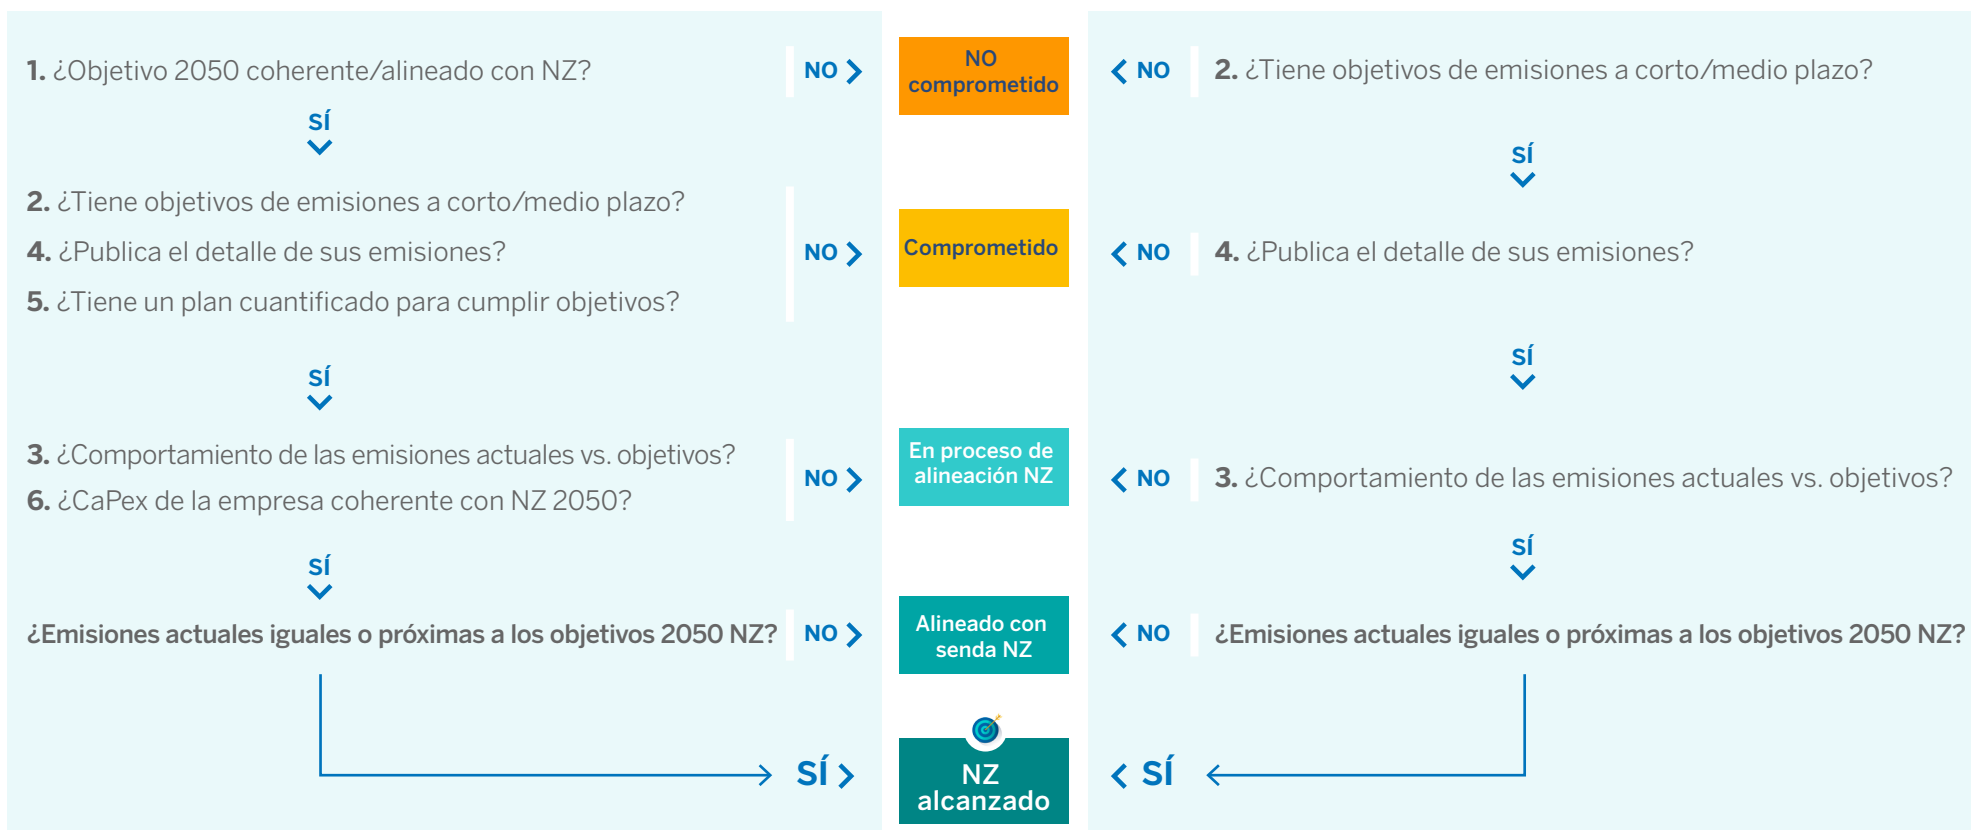 1. ¿Objetivo 2050 coherente/alineado con NZ?
NO
SÍ
2. ¿Tiene objetivos de emisiones a corto/medio plazo?
4. ¿Publica el detalle de sus emisiones?
5. ¿Tiene un plan cuantificado para cumplir objetivos?
NO
SÍ
3. ¿Comportamiento de las emisiones actuales vs. objetivos?
6. ¿CaPex de la empresa coherente con NZ 2050?
NO
SÍ
¿Emisiones actuales iguales o próximas a los objetivos 2050 NZ?
NO
SÍ
NO
comprometido
Comprometido
En proceso de
alineación NZ
Alineado con
senda NZ
NZ
alcanzado
NO
2. ¿Tiene objetivos de emisiones a corto/medio plazo?
SÍ
NO
4. ¿Publica el detalle de sus emisiones?
SÍ
NO
3. ¿Comportamiento de las emisiones actuales vs. objetivos?
SÍ
NO
¿Emisiones actuales iguales o próximas a los objetivos 2050 NZ?
SÍ